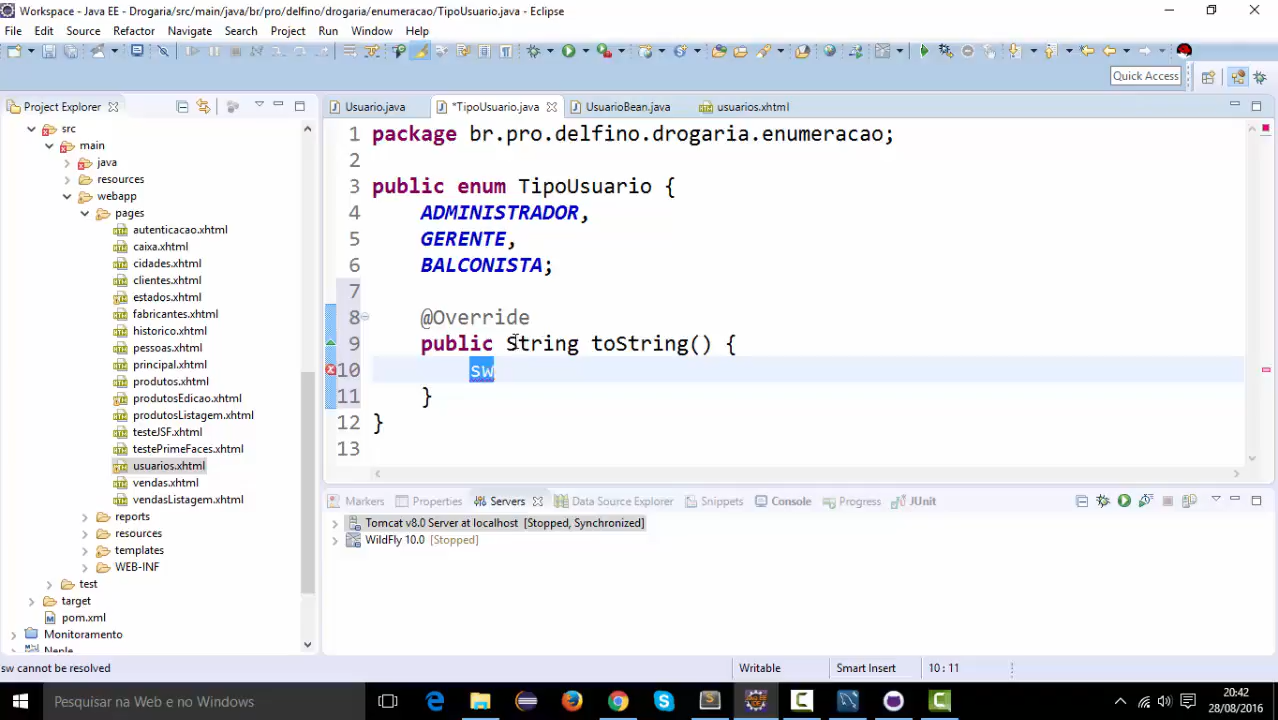 Workspace - Java EE - Drogaria/src/main/java/br/pro/delfino/drogaria/enumeracao/TipoUsuario.java - Eclipse
File Edit Source Refactor Navigate Search Project Run Window Help
Quick Access
Project Explorer
Usuario.java
*TipoUsuario.java
UsuarioBean.java
usuarios.xhtml
src
main
java
resources
webapp
pages
autenticacao.xhtml
caixa.xhtml
cidades.xhtml
clientes.xhtml
estados.xhtml
fabricantes.xhtml
historico.xhtml
pessoas.xhtml
principal.xhtml
produtos.xhtml
produtosEdicao.xhtml
produtosListagem.xhtml
testeJSF.xhtml
testePrimeFaces.xhtml
usuarios.xhtml
vendas.xhtml
vendasListagem.xhtml
reports
resources
templates
WEB-INF
test
target
pom.xml
Monitoramento
1 package br.pro.delfino.drogaria.enumeracao;
2
3 public enum TipoUsuario {
4 ADMINISTRADOR,
5 GERENTE,
6 BALCONISTA;
7
8 @Override
9 public String toString() {
10 sw
11 }
12 }
13
Markers Properties Servers Data Source Explorer Snippets Console Progress JUnit
Tomcat v8.0 Server at localhost [Stopped, Synchronized]
WildFly 10.0 [Stopped]
sw cannot be resolved
Writable
Smart Insert
10 : 11
Pesquisar na Web e no Windows
20:42
28/08/2016